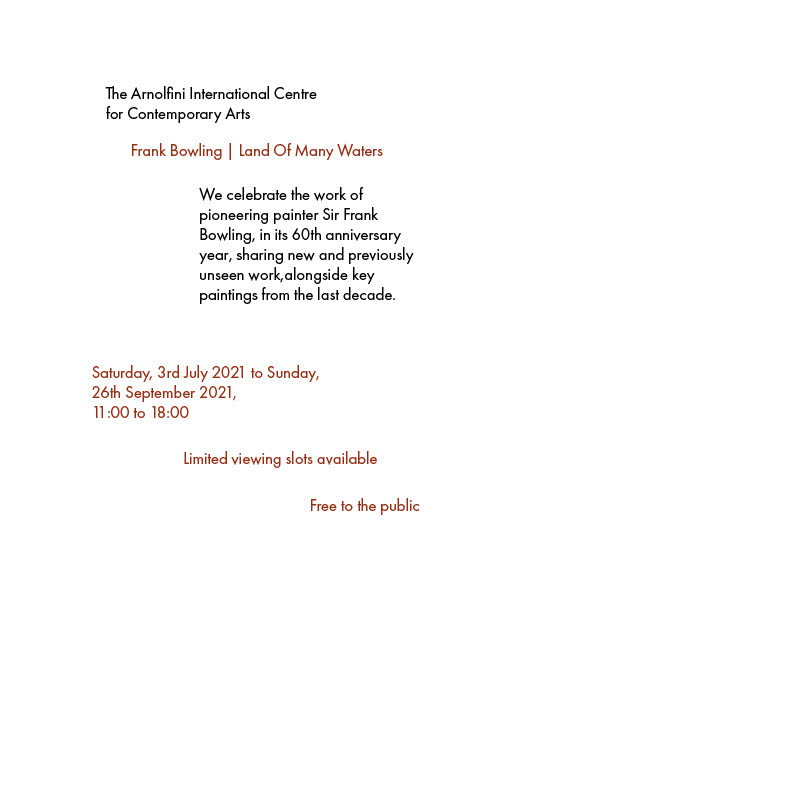 The Arnolfini International Centre
for Contemporary Arts
Frank Bowling | Land Of Many Waters
We celebrate the work of
pioneering painter Sir Frank
Bowling, in its 60th anniversary
year, sharing new and previously
unseen work,alongside key
paintings from the last decade.
Saturday, 3rd July 2021 to Sunday,
26th September 2021,
11:00 to 18:00
Limited viewing slots available
Free to the public